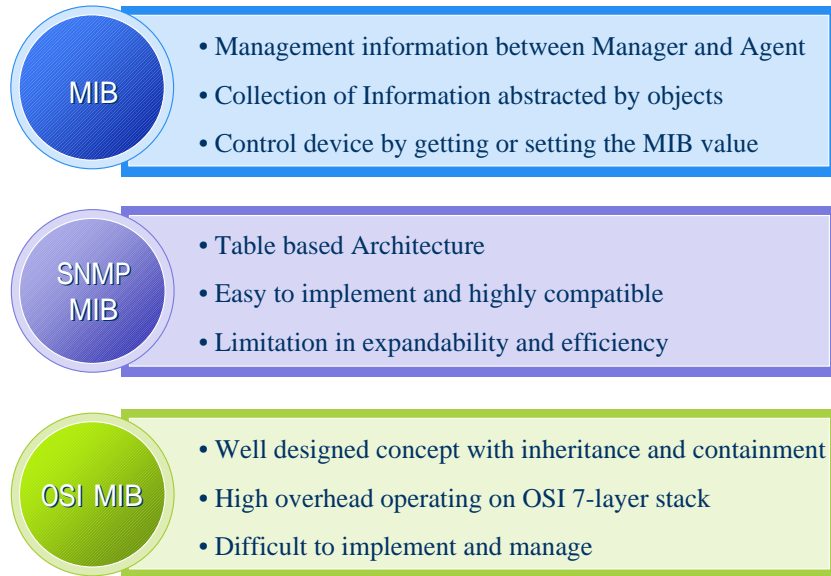 MIB
• Management information between Manager and Agent
• Collection of Information abstracted by objects
• Control device by getting or setting the MIB value
SNMP
MIB
• Table based Architecture
• Easy to implement and highly compatible
• Limitation in expandability and efficiency
OSI MIB
• Well designed concept with inheritance and containment
• High overhead operating on OSI 7-layer stack
• Difficult to implement and manage